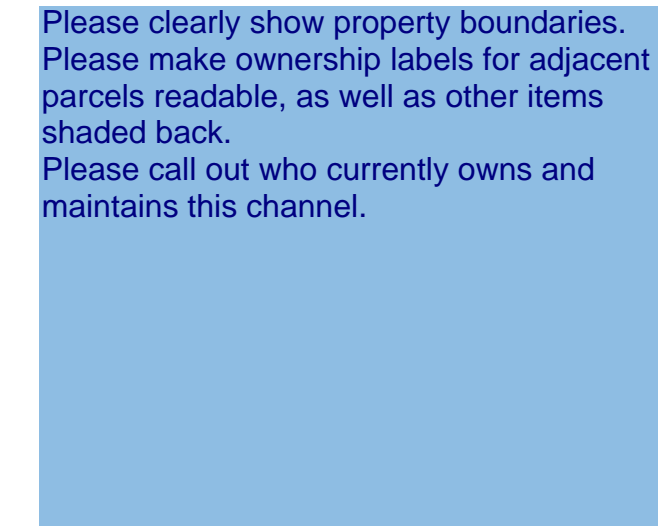 Please clearly show property boundaries.
Please make ownership labels for adjacent
parcels readable, as well as other items
shaded back.
Please call out who currently owns and
maintains this channel.